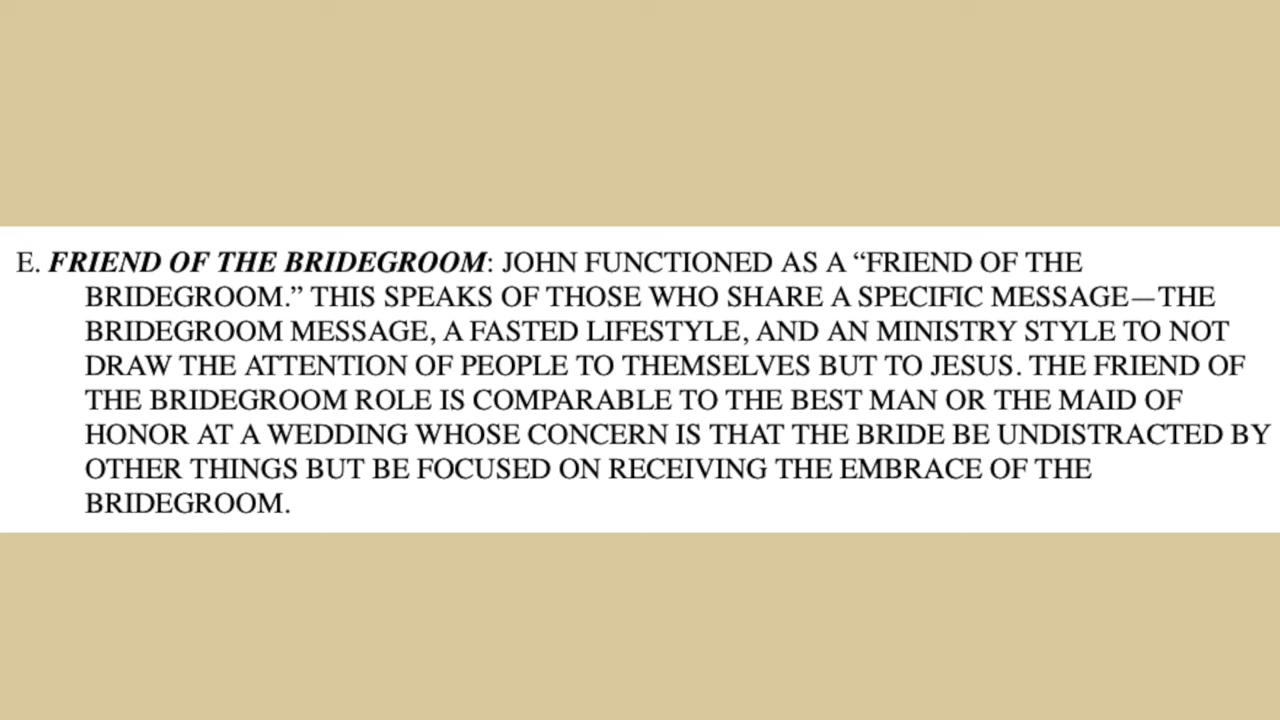 E. FRIEND OF THE BRIDEGROOM: JOHN FUNCTIONED AS A “FRIEND OF THE
BRIDEGROOM.” THIS SPEAKS OF THOSE WHO SHARE A SPECIFIC MESSAGE—THE
BRIDEGROOM MESSAGE, A FASTED LIFESTYLE, AND AN MINISTRY STYLE TO NOT
DRAW THE ATTENTION OF PEOPLE TO THEMSELVES BUT TO JESUS. THE FRIEND OF
THE BRIDEGROOM ROLE IS COMPARABLE TO THE BEST MAN OR THE MAID OF
HONOR AT A WEDDING WHOSE CONCERN IS THAT THE BRIDE BE UNDISTRACTED BY
OTHER THINGS BUT BE FOCUSED ON RECEIVING THE EMBRACE OF THE
BRIDEGROOM.